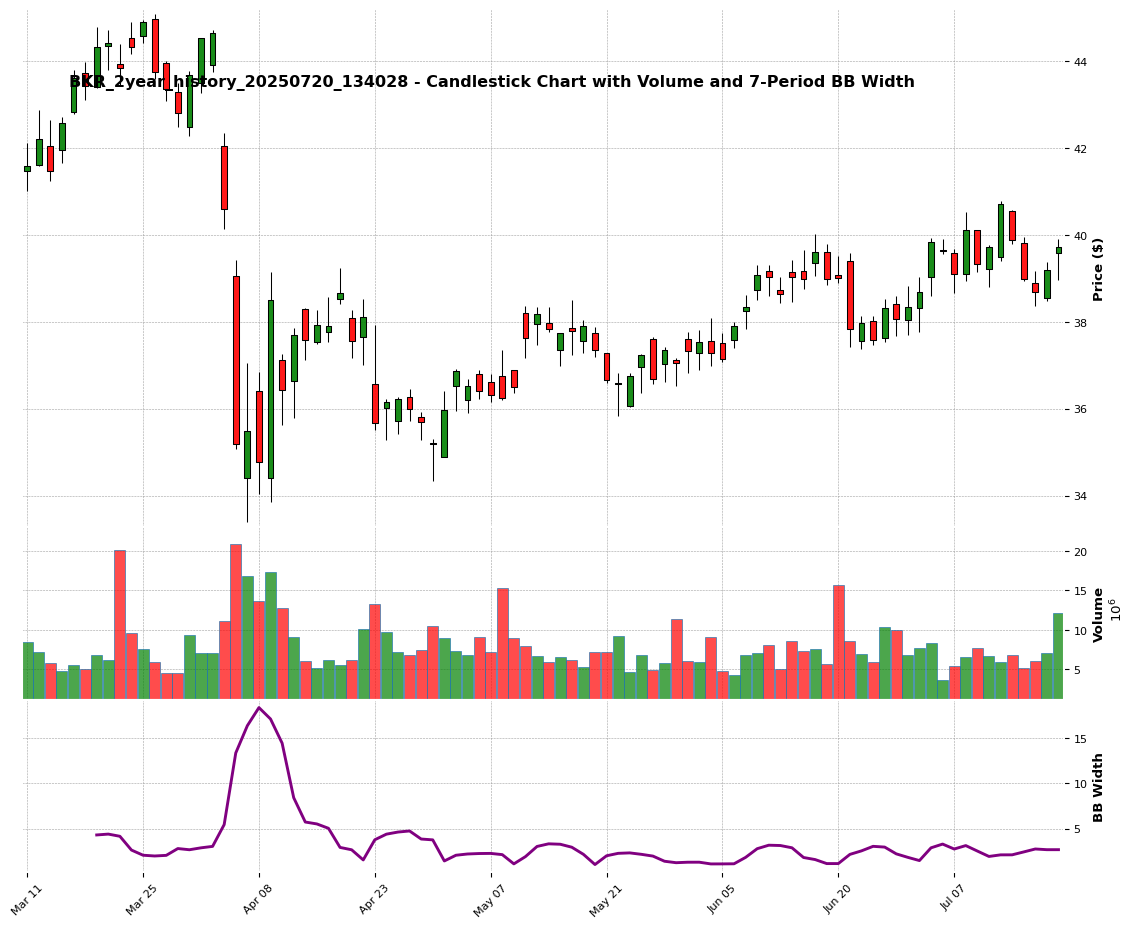 BKR_2year_history_20250720_134028 - Candlestick Chart with Volume and 7-Period BB Width
44
42
40
38
36
34
Price ($)
20
15
10
5
Volume
10^6
15
10
5
BB Width
Mar 11
Mar 25
Apr 08
Apr 23
May 07
May 21
Jun 05
Jun 20
Jul 07